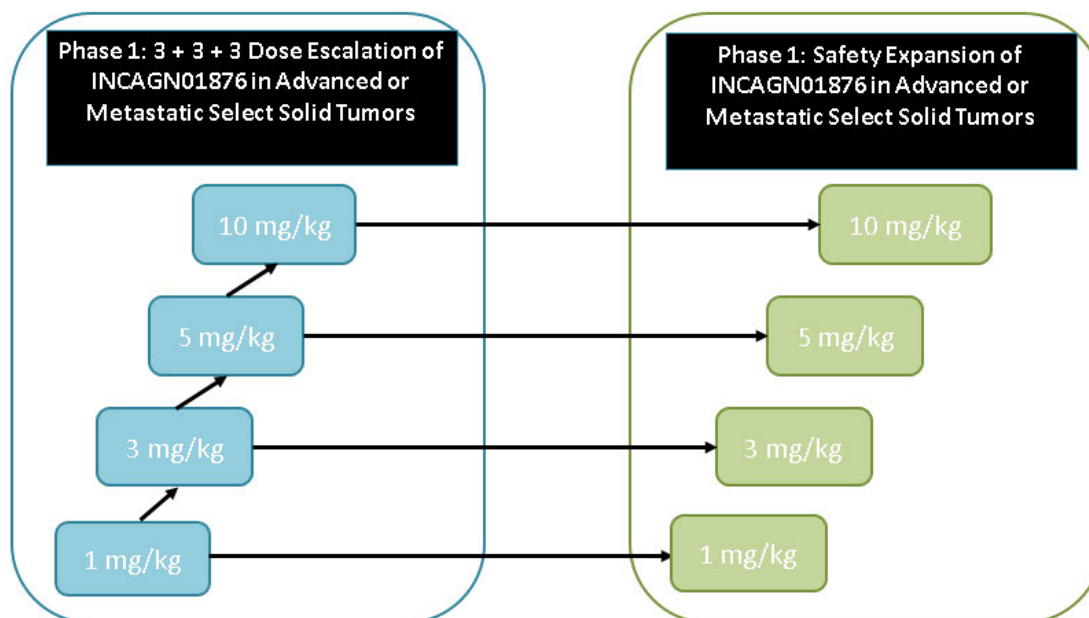 Phase 1: 3 + 3 + 3 Dose Escalation of
INCAGN01876 in Advanced or
Metastatic Select Solid Tumors
10 mg/kg
5 mg/kg
3 mg/kg
1 mg/kg
Phase 1: Safety Expansion of
INCAGN01876 in Advanced or
Metastatic Select Solid Tumors
10 mg/kg
5 mg/kg
3 mg/kg
1 mg/kg